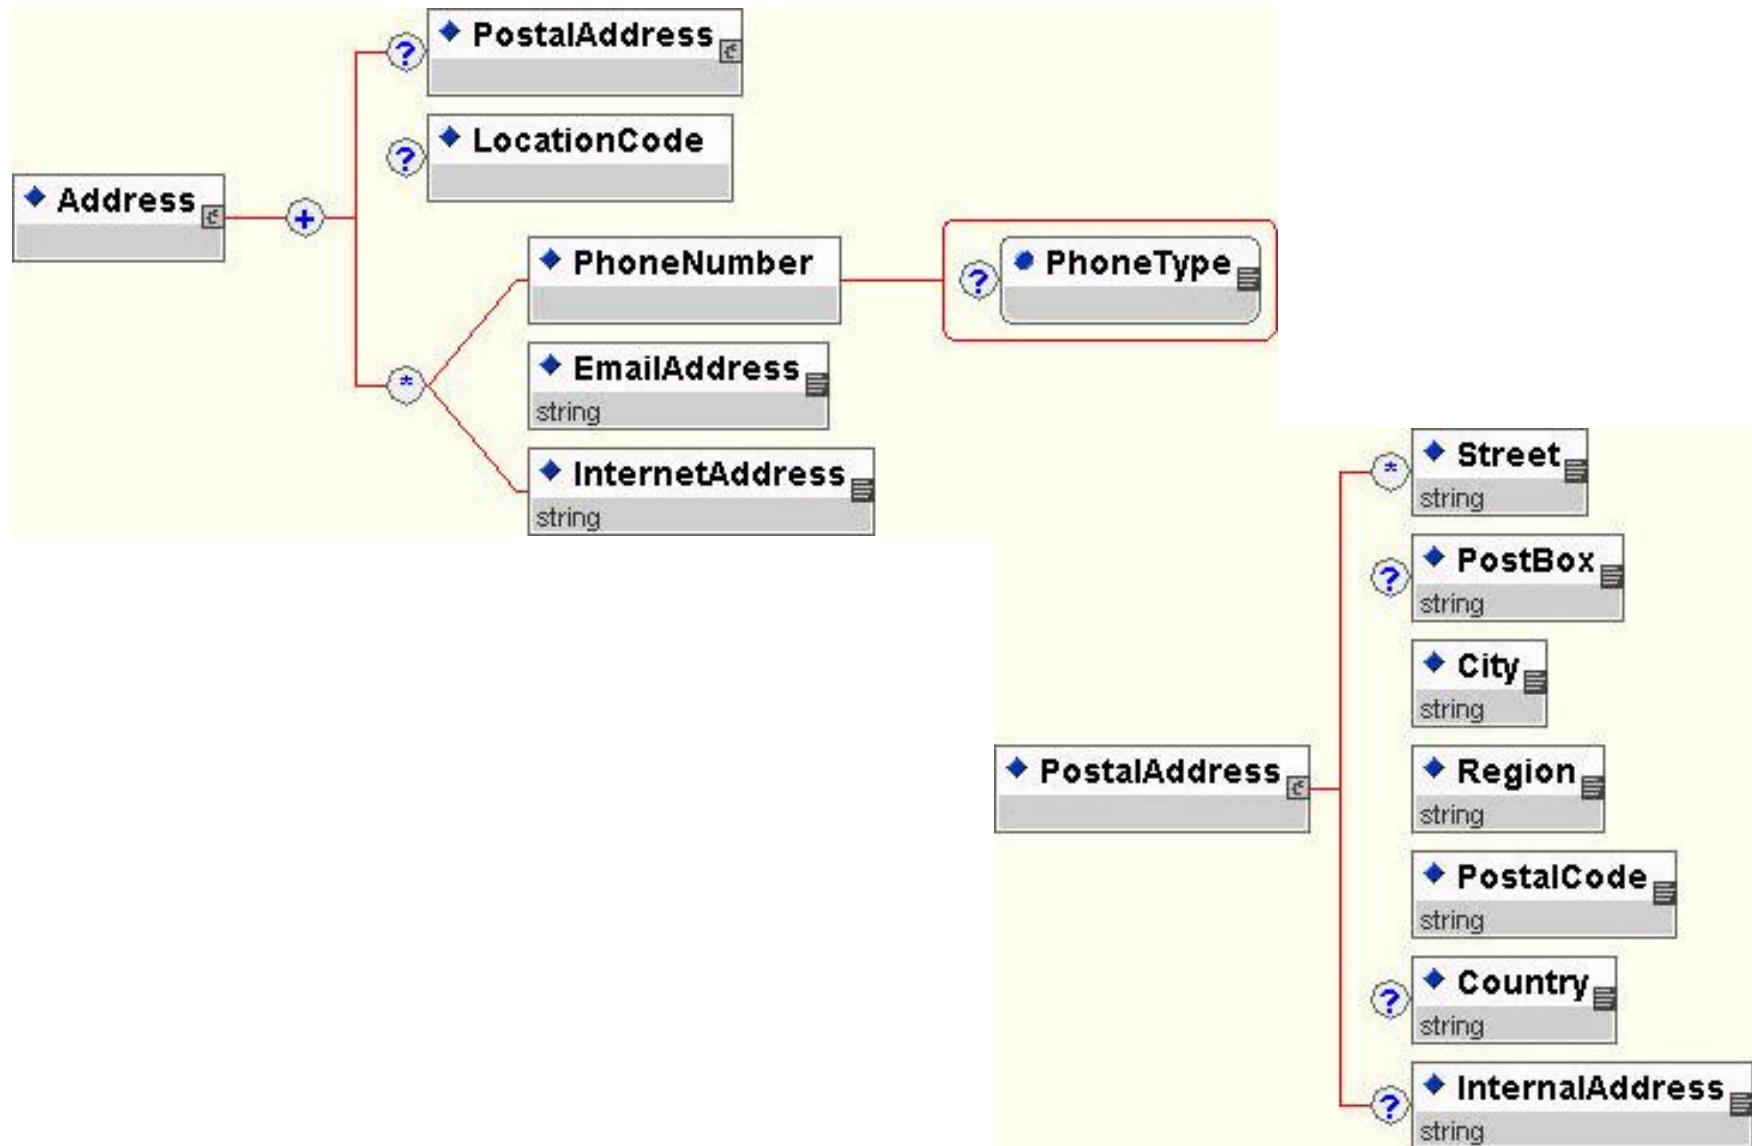 PostalAddress
?
LocationCode
?
Address
+
PhoneNumber
?
PhoneType
*
EmailAddress
string
InternetAddress
string
*
Street
string
?
PostBox
string
City
string
Region
string
PostalAddress
PostalCode
string
?
Country
string
?
InternalAddress
string